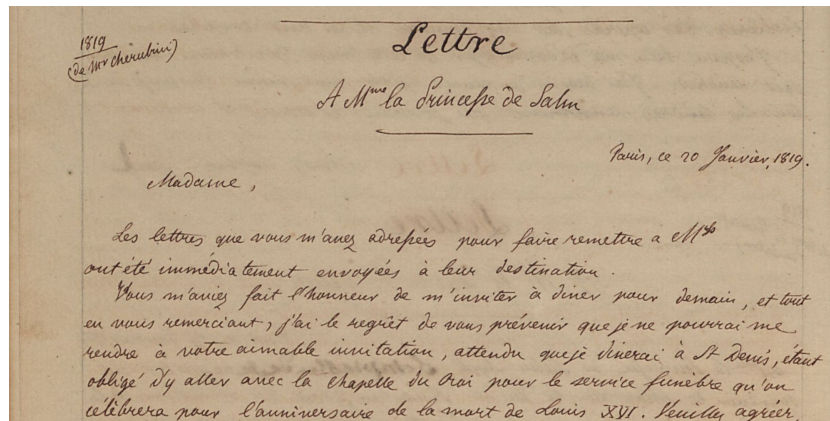 1819
(de Mr Cherubini)
Lettre
A Mme la Princesse de Salm
Paris, ce 20 Janvier, 1819.
Madame,
Les lettres que vous m'avez adressées pour faire remettre a
ont été immédiatement envoyées à leur destination.
Vous m'aviez fait l'honneur de m'inviter à diner pour demain, et tout
en vous remerciant, j'ai le regrêt de vous prévenir que je ne pourrai me
rendre à votre aimable invitation, attendu que je dinerai à St Denis, étant
obligé d'y aller avec la chapelle du Roi pour le service funèbre qu'on
célèbrera pour l'anniversaire de la mort de Louis XVI. Veuillez agréer,